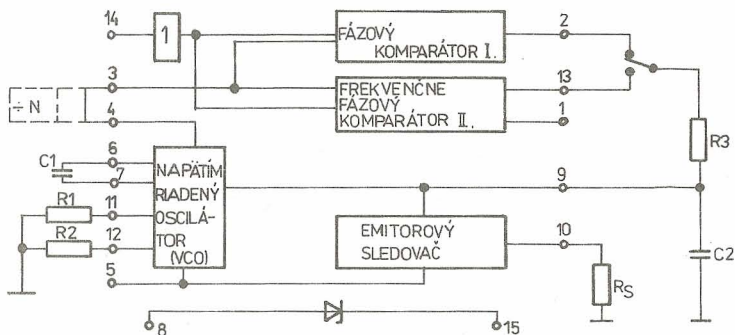 14
1
FÁZOVÝ
KOMPARÁTOR I.
2
3
÷ N
4
FREKVENČNE
FÁZOVÝ
KOMPARÁTOR II.
13
1
R3
6
C1
7
NAPÄTÍM
RIADENÝ
OSCILÁ-
TOR
(VCO)
9
R1
11
R2
12
EMITOROVÝ
SLEDOVAČ
10
C2
5
RS
8
15